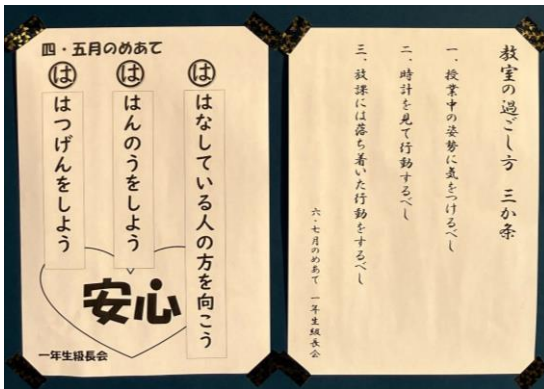 教室の過ごし方 三か条
一、授業中の姿勢に気をつけるべし
二、時計を見て行動するべし
三、放課には落ち着いた行動をするべし
六・七月のめあて 一年生級長会
四・五月のめあて
は はなしている人の方を向こう
は はんのうをしよう
は はつげんをしよう
安心
一年生級長会